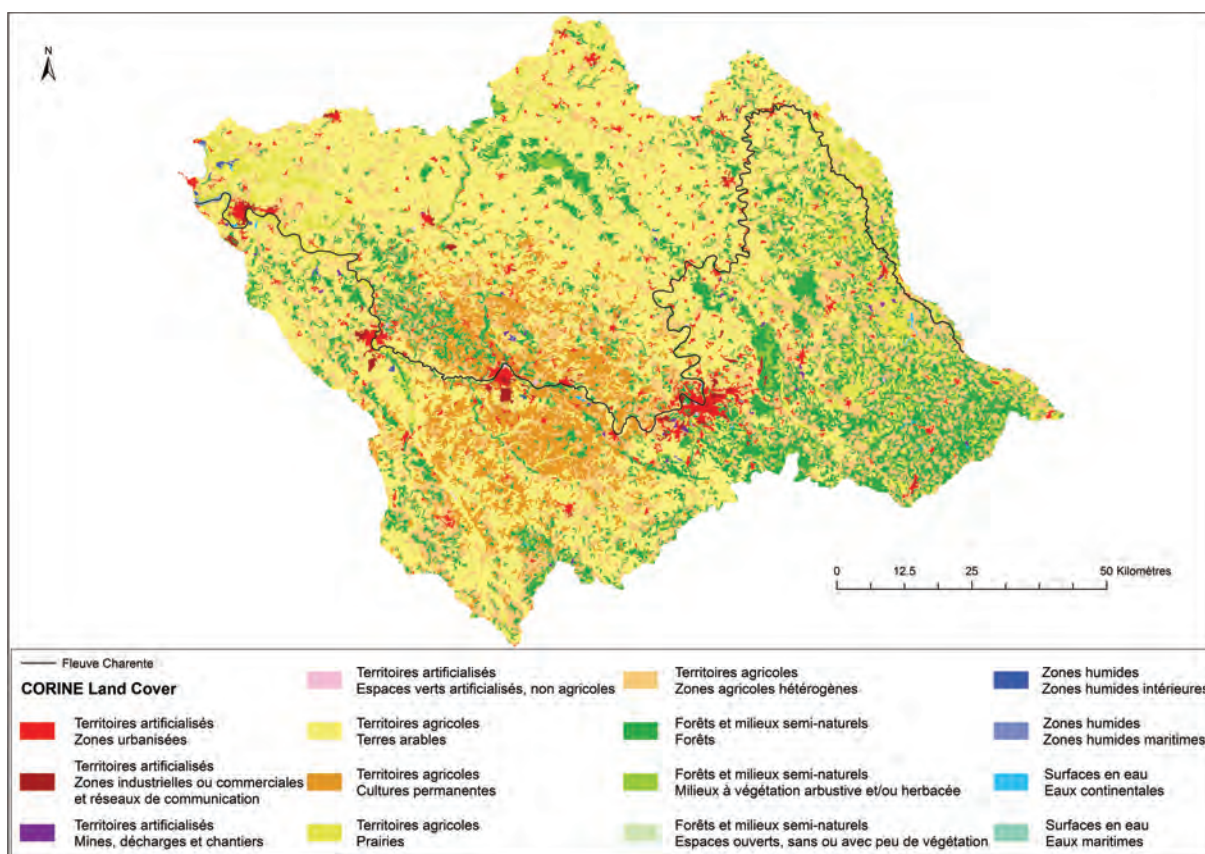 N
0
12.5
25
50 Kilomètres
Fleuve Charente
CORINE Land Cover
Territoires artificialisés
Zones urbanisées
Territoires artificialisés
Zones industrielles ou commerciales
et réseaux de communication
Territoires artificialisés
Mines, décharges et chantiers
Territoires artificialisés
Espaces verts artificialisés, non agricoles
Territoires agricoles
Terres arables
Territoires agricoles
Cultures permanentes
Territoires agricoles
Prairies
Territoires agricoles
Zones agricoles hétérogènes
Forêts et milieux semi-naturels
Forêts
Forêts et milieux semi-naturels
Milieux à végétation arbustive et/ou herbacée
Forêts et milieux semi-naturels
Espaces ouverts, sans ou avec peu de végétation
Zones humides
Zones humides intérieures
Zones humides
Zones humides maritimes
Surfaces en eau
Eaux continentales
Surfaces en eau
Eaux maritimes